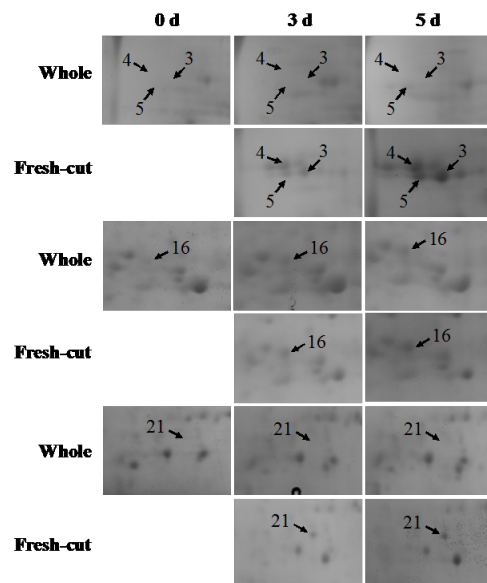 0 d 3 d 5 d
Whole 4 3 5 4 3 5 4 3 5
Fresh-cut 4 3 5 4 3 5
Whole 16 16 16
Fresh-cut 16 16
Whole 21 21 21
Fresh-cut 21 21